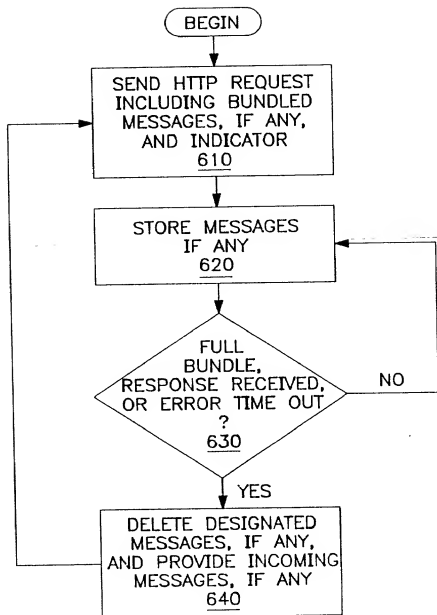 BEGIN
SEND HTTP REQUEST
INCLUDING BUNDLED
MESSAGES, IF ANY,
AND INDICATOR
610
STORE MESSAGES
IF ANY
620
FULL
BUNDLE,
RESPONSE RECEIVED,
OR ERROR TIME OUT
?
630
NO
YES
DELETE DESIGNATED
MESSAGES, IF ANY,
AND PROVIDE INCOMING
MESSAGES, IF ANY
640